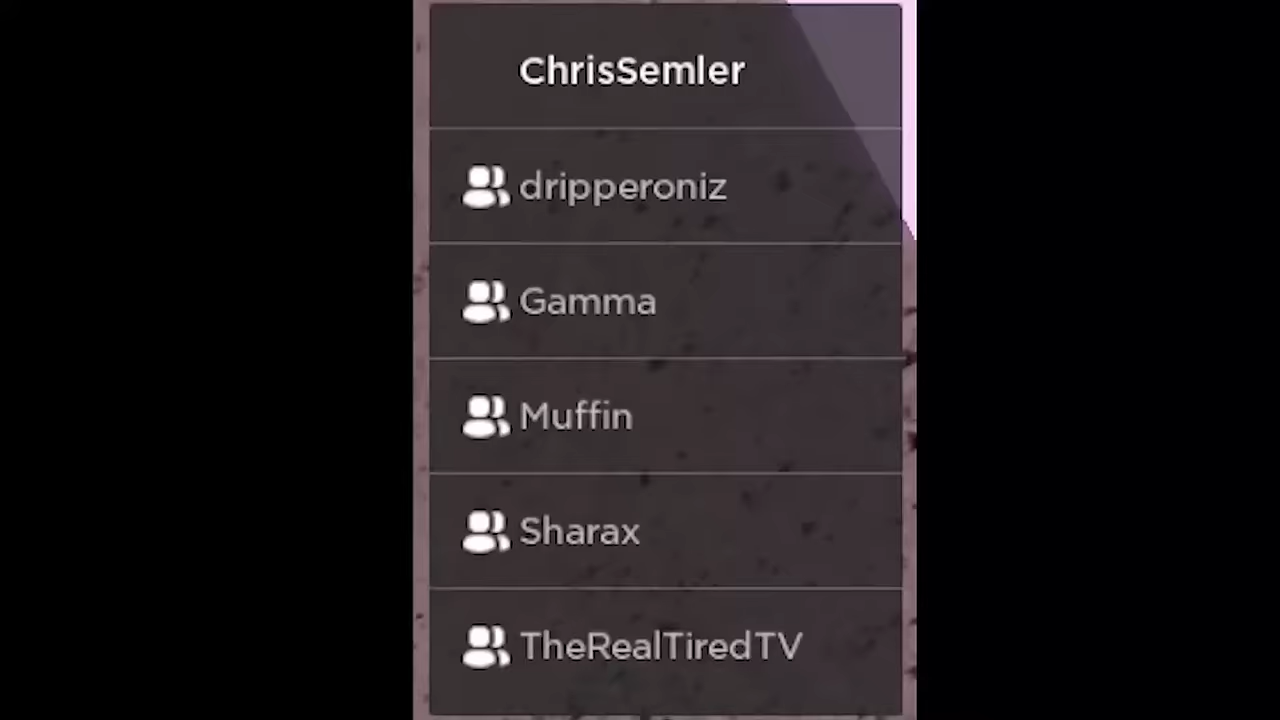 ChrisSemler
dripperoniz
Gamma
Muffin
Sharax
TheRealTiredTV